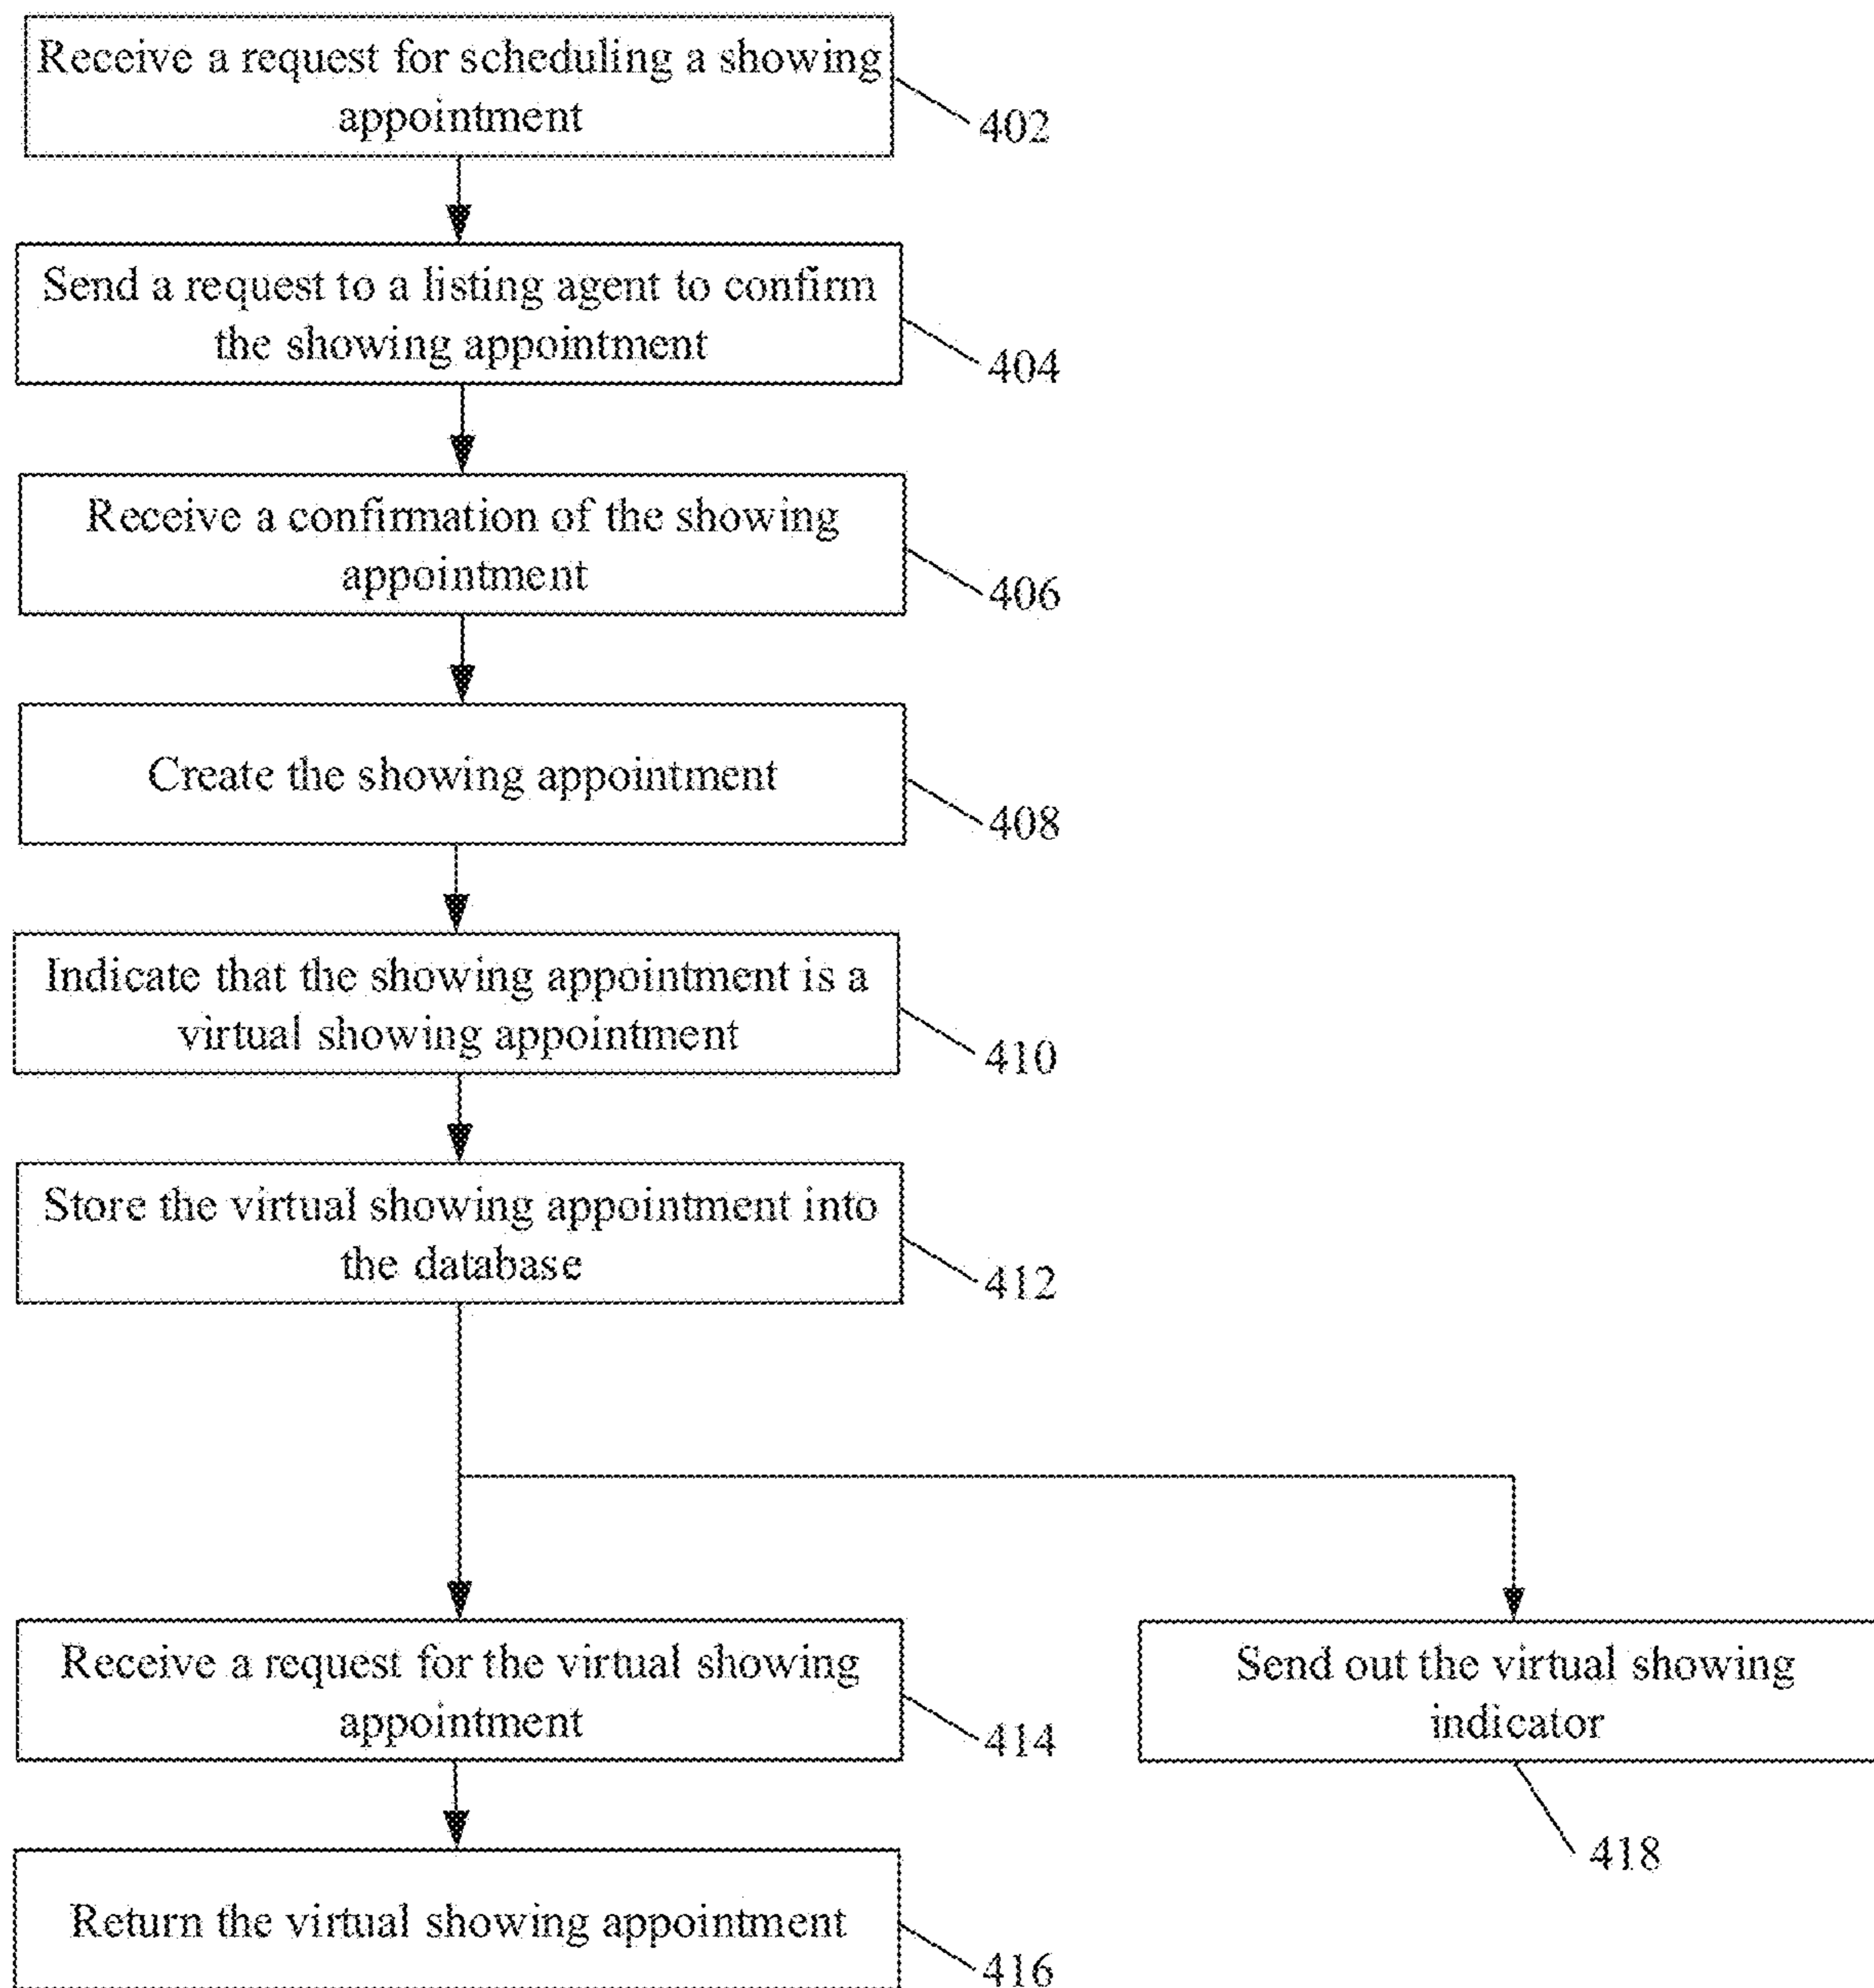 Receive a request for scheduling a showing
appointment
402
Send a request to a listing agent to confirm
the showing appointment
404
Receive a confirmation of the showing
appointment
406
Create the showing appointment
408
Indicate that the showing appointment is a
virtual showing appointment
410
Store the virtual showing appointment into
the database
412
Receive a request for the virtual showing
appointment
414
Send out the virtual showing
indicator
418
Return the virtual showing appointment
416